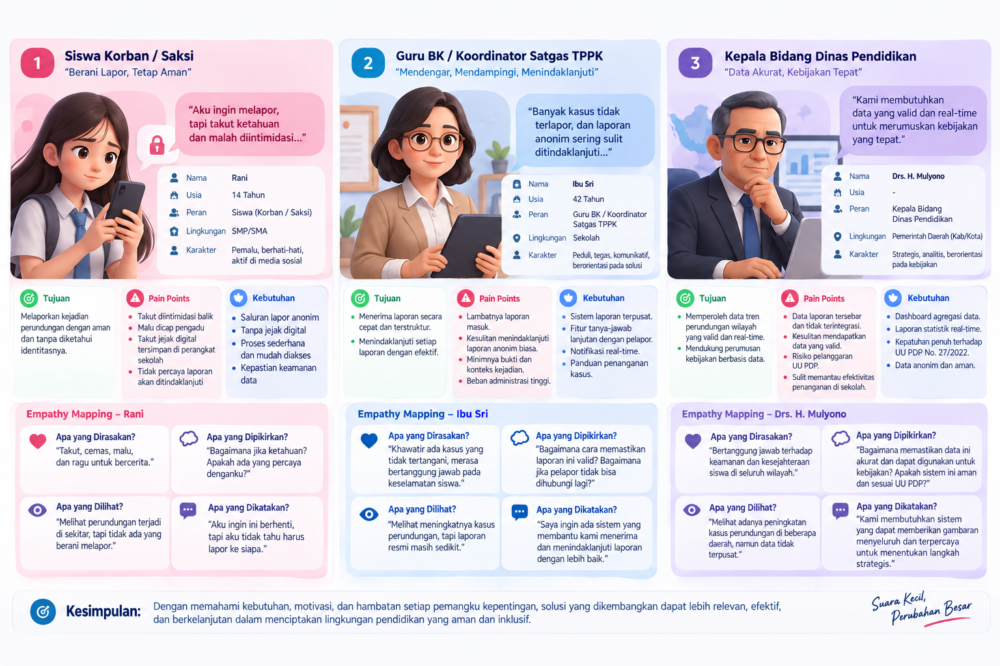 1
Siswa Korban / Saksi
“Berani Lapor, Tetap Aman”
“Aku ingin melapor,
tapi takut ketahuan
dan malah diintimidasi...”
Nama Rani
Usia 14 Tahun
Peran Siswa (Korban / Saksi)
Lingkungan SMP/SMA
Karakter Pemalu, berhati-hati,
aktif di media sosial
Tujuan
Melaporkan kejadian
perundungan dengan aman
dan tanpa diketahui
identitasnya.
Pain Points
• Takut diintimidasi balik
• Malu dicap pengadu
• Takut jejak digital
tersimpan di perangkat
sekolah
• Tidak percaya laporan
akan ditindaklanjuti
Kebutuhan
• Saluran lapor anonim
• Tanpa jejak digital
• Proses sederhana
dan mudah diakses
• Kepastian keamanan
data
Empathy Mapping – Rani
Apa yang Dirasakan?
“Takut, cemas, malu,
dan ragu untuk bercerita.”
Apa yang Dipikirkan?
“Bagaimana jika ketahuan?
Apakah ada yang percaya
denganku?”
Apa yang Dilihat?
“Melihat perundungan terjadi
di sekitar, tapi tidak ada yang
berani melapor.”
Apa yang Dikatakan?
“Aku ingin ini berhenti,
tapi aku tidak tahu harus
lapor ke siapa.”
2
Guru BK / Koordinator Satgas TPPK
“Mendengar, Mendampingi, Menindaklanjuti”
“Banyak kasus tidak
terlapor, dan laporan
anonim sering sulit
ditindaklanjuti...”
Nama Ibu Sri
Usia 42 Tahun
Peran Guru BK / Koordinator
Satgas TPPK
Lingkungan Sekolah
Karakter Peduli, tegas, komunikatif,
berorientasi pada solusi
Tujuan
• Menerima laporan secara
cepat dan terstruktur.
• Menindaklanjuti setiap
laporan dengan efektif.
Pain Points
• Lambatnya laporan
masuk.
• Kesulitan menindaklanjuti
laporan anonim biasa.
• Minimnya bukti dan
konteks kejadian.
• Beban administrasi tinggi.
Kebutuhan
• Sistem laporan terpusat.
• Fitur tanya-jawab
lanjutan dengan pelapor.
• Notifikasi real-time.
• Panduan penanganan
kasus.
Empathy Mapping – Ibu Sri
Apa yang Dirasakan?
“Khawatir ada kasus yang
tidak tertangani, merasa
bertanggung jawab pada
keselamatan siswa.”
Apa yang Dipikirkan?
“Bagaimana cara memastikan
laporan ini valid? Bagaimana
jika pelapor tidak bisa
dihubungi lagi?”
Apa yang Dilihat?
“Melihat meningkatnya kasus
perundungan, tapi laporan
resmi masih sedikit.”
Apa yang Dikatakan?
“Saya ingin ada sistem yang
membantu kami menerima
dan menindaklanjuti laporan
dengan lebih baik.”
3
Kepala Bidang Dinas Pendidikan
“Data Akurat, Kebijakan Tepat”
“Kami membutuhkan
data yang valid dan real-time
untuk merumuskan kebijakan
yang tepat.”
Nama Drs. H. Mulyono
Usia -
Peran Kepala Bidang
Dinas Pendidikan
Lingkungan Pemerintah Daerah (Kab/Kota)
Karakter Strategis, analitis, berorientasi
pada kebijakan
Tujuan
• Memperoleh data tren
perundungan wilayah
yang valid dan real-time.
• Mendukung perumusan
kebijakan berbasis data.
Pain Points
• Data laporan tersebar
dan tidak terintegrasi.
• Kesulitan mendapatkan
data yang valid.
• Risiko pelanggaran
UU PDP.
• Sulit memantau efektivitas
penanganan di sekolah.
Kebutuhan
• Dashboard agregasi data.
• Laporan statistik real-time.
• Kepatuhan penuh terhadap
UU PDP No. 27/2022.
• Data anonim dan aman.
Empathy Mapping – Drs. H. Mulyono
Apa yang Dirasakan?
“Bertanggung jawab terhadap
keamanan dan kesejahteraan
siswa di seluruh wilayah.”
Apa yang Dipikirkan?
“Bagaimana memastikan data ini
akurat dan dapat digunakan untuk
kebijakan? Apakah sistem ini aman
dan sesuai UU PDP?”
Apa yang Dilihat?
“Melihat adanya peningkatan
kasus perundungan di beberapa
daerah, namun data tidak
terpusat.”
Apa yang Dikatakan?
“Kami membutuhkan sistem
yang dapat memberikan gambaran
menyeluruh dan terpercaya
untuk menentukan langkah
strategis.”
Kesimpulan:
Dengan memahami kebutuhan, motivasi, dan hambatan setiap pemangku kepentingan, solusi yang dikembangkan dapat lebih relevan, efektif,
dan berkelanjutan dalam menciptakan lingkungan pendidikan yang aman dan inklusif.
Suara Kecil,
Perubahan Besar